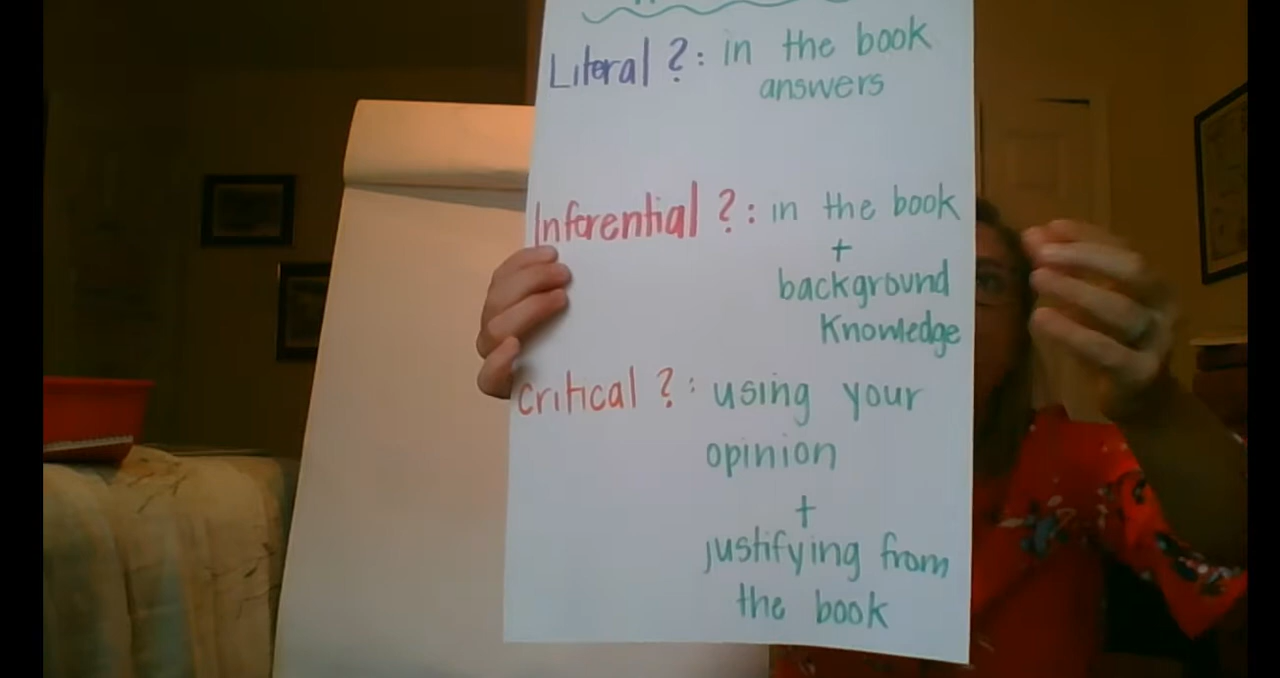 Literal ?: in the book
answers
Inferential ?: in the book
+
background
Knowledge
Critical ?: using your
opinion
+
justifying from
the book